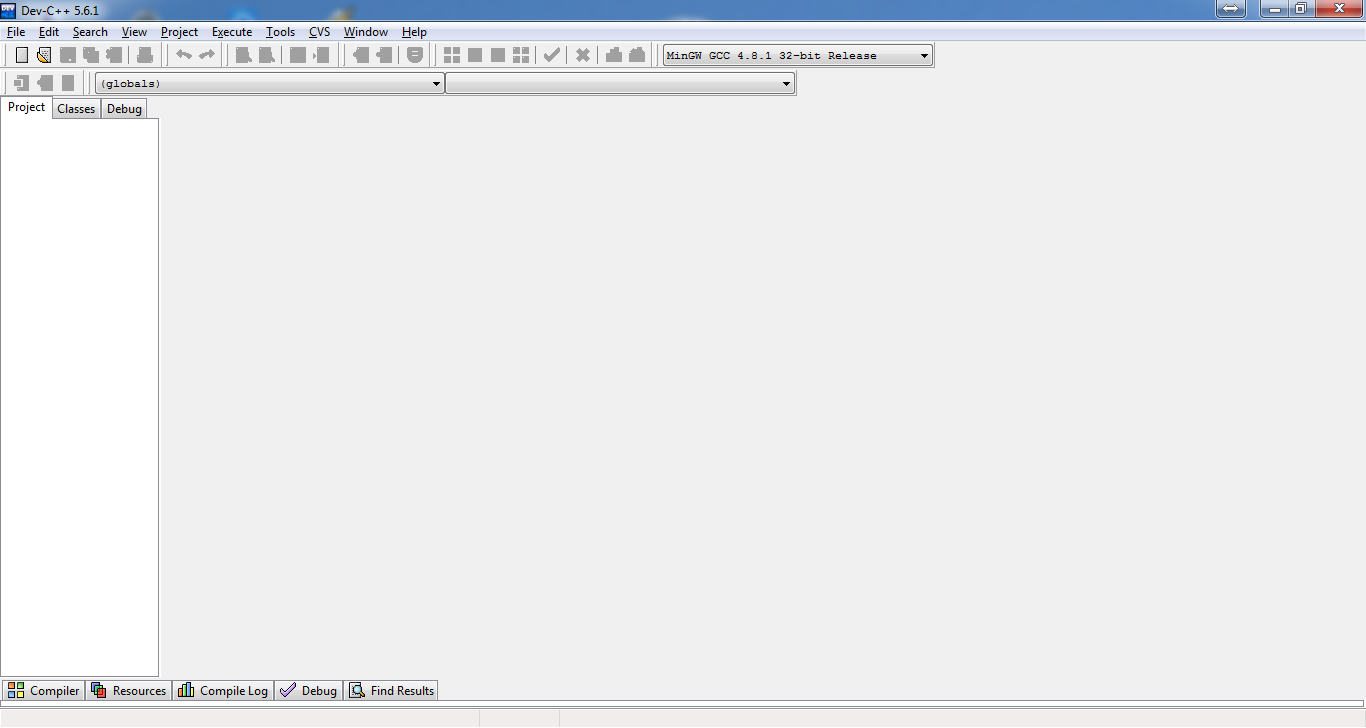 Dev-C++ 5.6.1
File Edit Search View Project Execute Tools CVS Window Help
MinGW GCC 4.8.1 32-bit Release
(globals)
Project Classes Debug
Compiler Resources Compile Log Debug Find Results